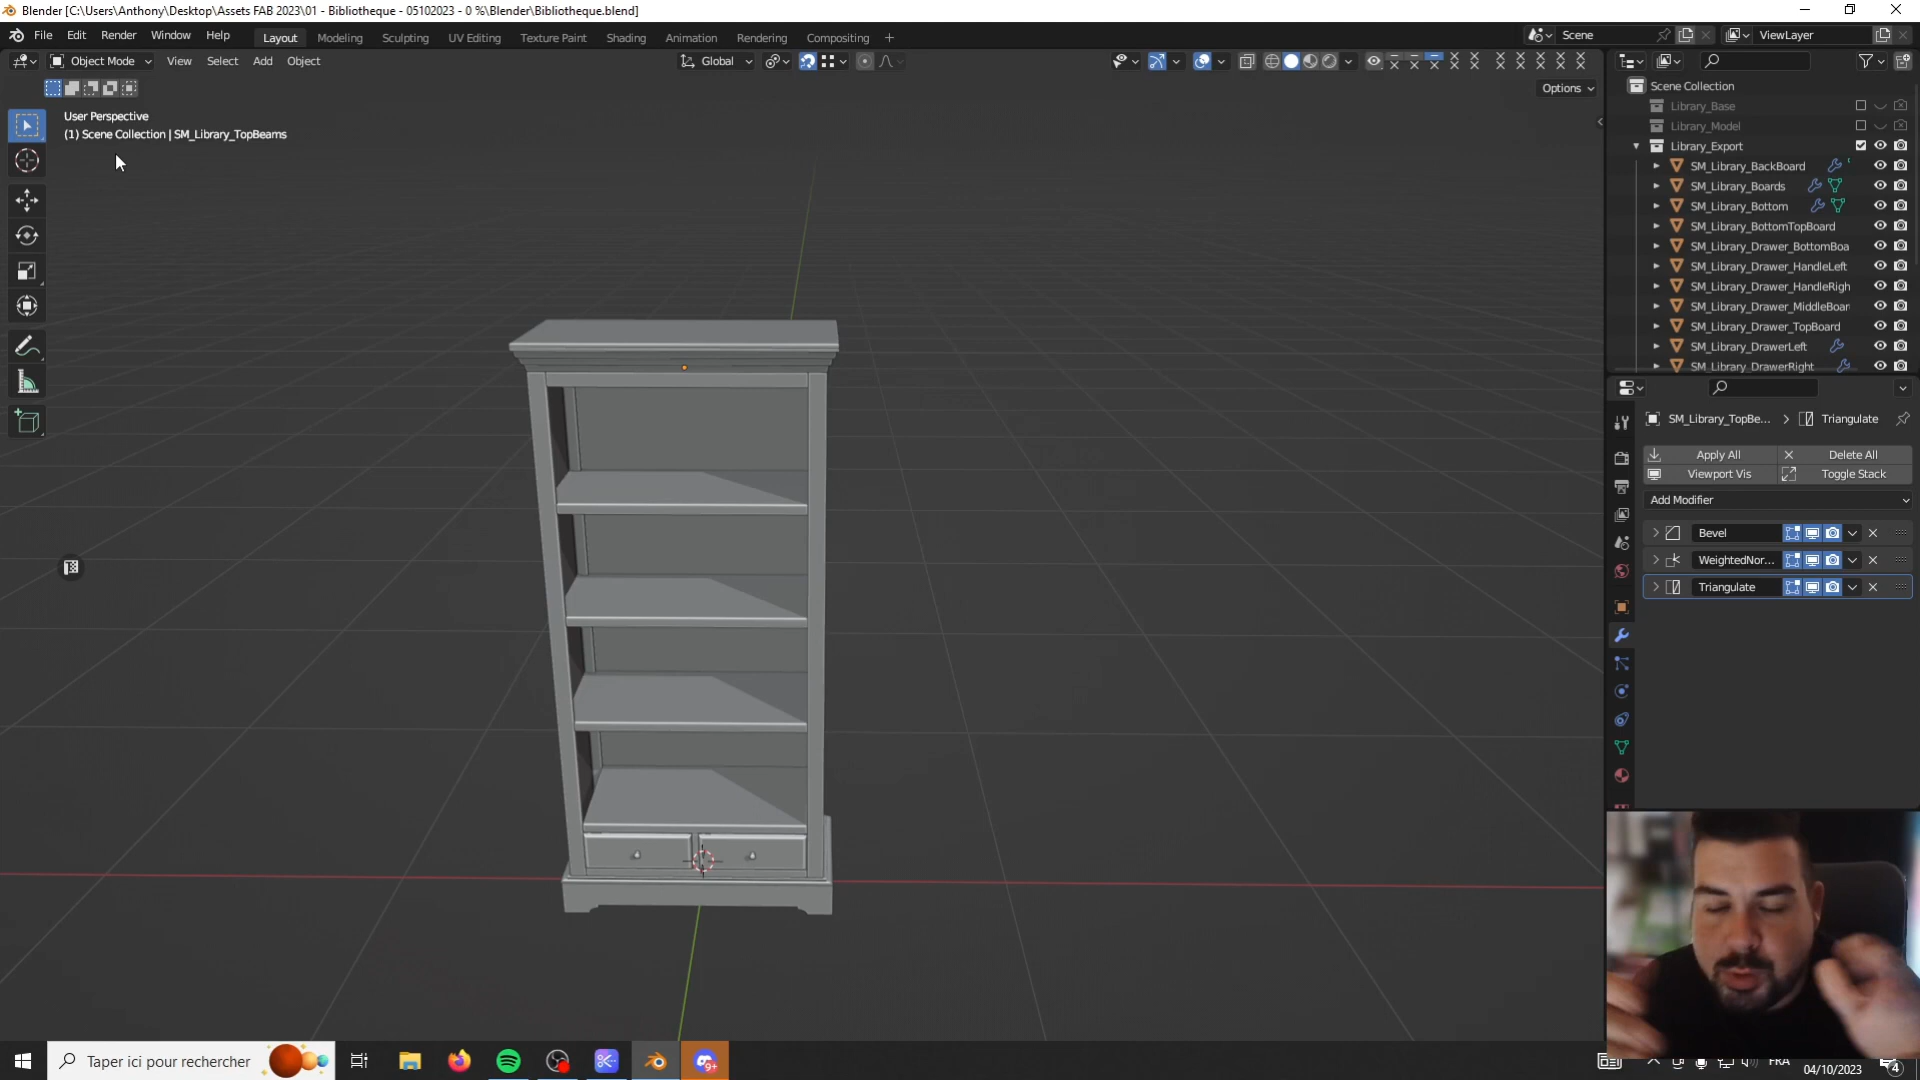 Blender [C:\Users\Anthony\Desktop\Assets FAB 2023\01 - Bibliotheque - 05102023 - 0 %\Blender\Bibliotheque.blend]
File Edit Render Window Help Layout Modeling Sculpting UV Editing Texture Paint Shading Animation Rendering Compositing + Scene ViewLayer
Object Mode View Select Add Object Global
Options
User Perspective
(1) Scene Collection | SM_Library_TopBeams
Scene Collection
Library_Base
Library_Model
Library_Export
SM_Library_BackBoard
SM_Library_Boards
SM_Library_Bottom
SM_Library_BottomTopBoard
SM_Library_Drawer_BottomBoa
SM_Library_Drawer_HandleLeft
SM_Library_Drawer_HandleRigh
SM_Library_Drawer_MiddleBoar
SM_Library_Drawer_TopBoard
SM_Library_DrawerLeft
SM_Library_DrawerRight
SM_Library_TopBe... > Triangulate
Apply All Delete All
Viewport Vis Toggle Stack
Add Modifier
Bevel
WeightedNor...
Triangulate
Taper ici pour rechercher
9+
FRA
04/10/2023
4